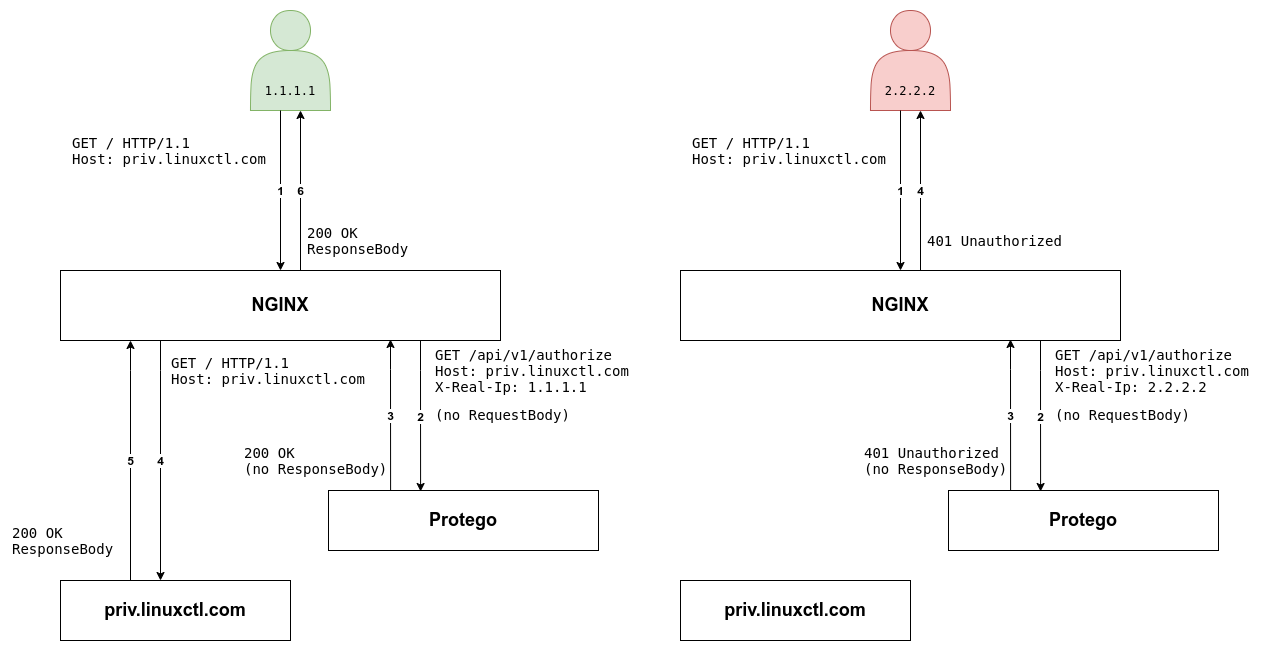 1.1.1.1
GET / HTTP/1.1
Host: priv.linuxctl.com
1
6
200 OK
ResponseBody
NGINX
GET / HTTP/1.1
Host: priv.linuxctl.com
GET /api/v1/authorize
Host: priv.linuxctl.com
X-Real-Ip: 1.1.1.1
(no RequestBody)
3
2
5
4
200 OK
(no ResponseBody)
Protego
200 OK
ResponseBody
priv.linuxctl.com
2.2.2.2
GET / HTTP/1.1
Host: priv.linuxctl.com
1
4
401 Unauthorized
NGINX
GET /api/v1/authorize
Host: priv.linuxctl.com
X-Real-Ip: 2.2.2.2
(no RequestBody)
3
2
401 Unauthorized
(no ResponseBody)
Protego
priv.linuxctl.com